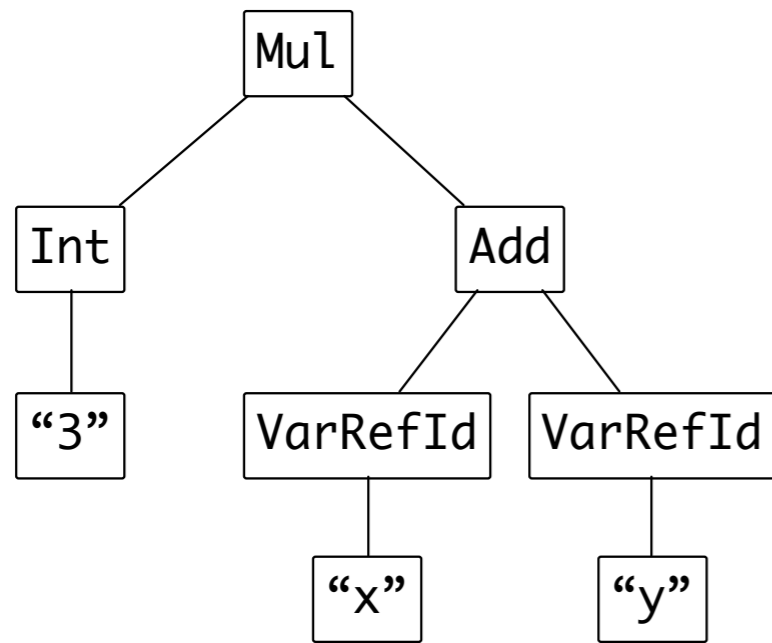 Mul
Int Add
“3” VarRefId VarRefId
“x” “y”